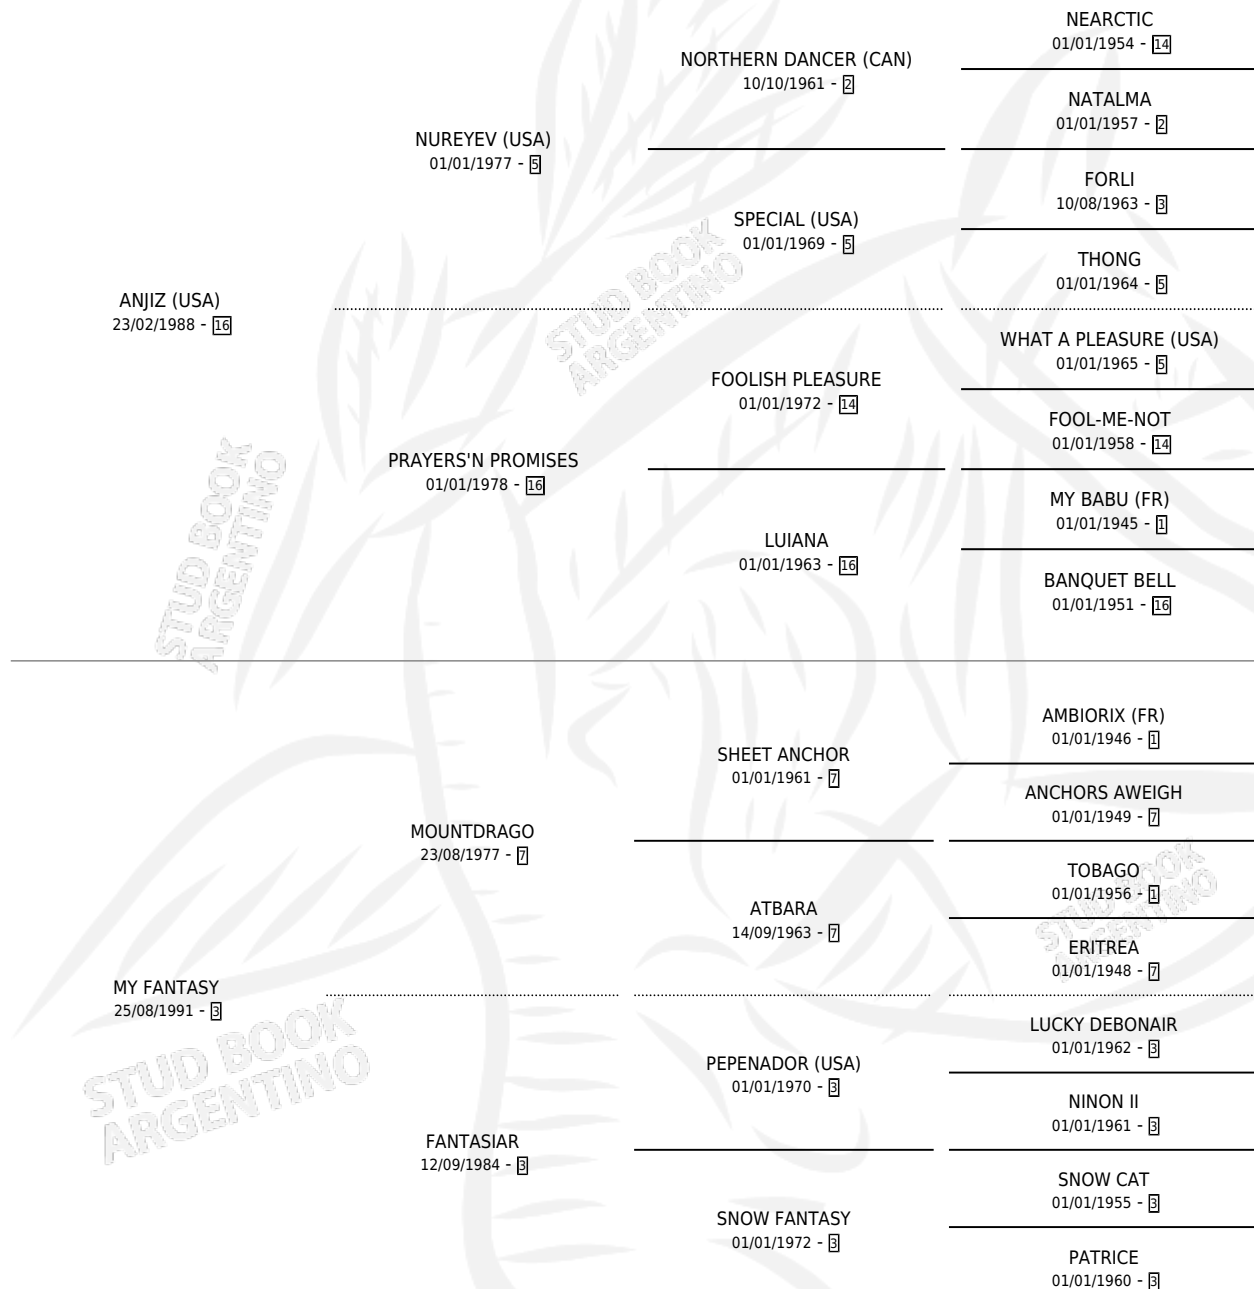 NEARCTIC
01/01/1954 - 14
NORTHERN DANCER (CAN)
10/10/1961 - 2
NATALMA
01/01/1957 - 2
NUREYEV (USA)
01/01/1977 - 5
FORLI
10/08/1963 - 3
SPECIAL (USA)
01/01/1969 - 5
THONG
01/01/1964 - 5
ANJIZ (USA)
23/02/1988 - 16
WHAT A PLEASURE (USA)
01/01/1965 - 5
FOOLISH PLEASURE
01/01/1972 - 14
FOOL-ME-NOT
01/01/1958 - 14
PRAYERS'N PROMISES
01/01/1978 - 16
MY BABU (FR)
01/01/1945 - 1
LUIANA
01/01/1963 - 16
BANQUET BELL
01/01/1951 - 16
STUD BOOK
ARGENTINO
STUD BOOK
ARGENTINO
AMBIORIX (FR)
01/01/1946 - 1
SHEET ANCHOR
01/01/1961 - 7
ANCHORS AWEIGH
01/01/1949 - 7
MOUNTDRAGO
23/08/1977 - 7
TOBAGO
01/01/1956 - 1
ATBARA
14/09/1963 - 7
ERITREA
01/01/1948 - 7
STUD BOOK
ARGENTINO
MY FANTASY
25/08/1991 - 3
LUCKY DEBONAIR
01/01/1962 - 3
PEPENADOR (USA)
01/01/1970 - 3
NINON II
01/01/1961 - 3
FANTASIAR
12/09/1984 - 3
SNOW CAT
01/01/1955 - 3
SNOW FANTASY
01/01/1972 - 3
PATRICE
01/01/1960 - 3
STUD BOOK
ARGENTINO